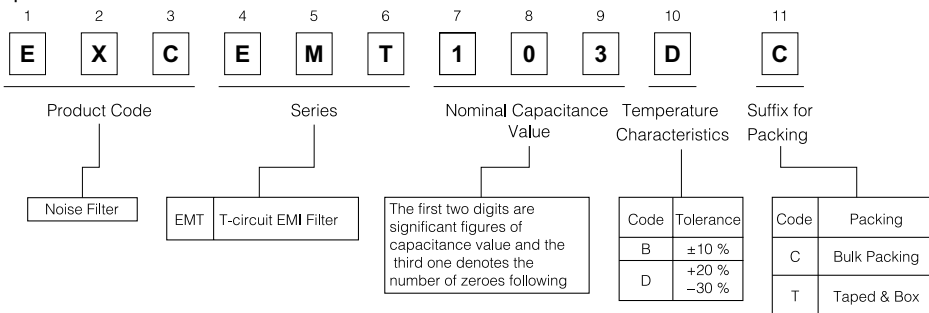 1 2 3 4 5 6 7 8 9 10 11
E X C E M T 1 0 3 D C
Product Code Series Nominal Capacitance Temperature Suffix for
Value Characteristics Packing
Noise Filter
EMT T-circuit EMI Filter
The first two digits are
significant figures of
capacitance value and the
third one denotes the
number of zeroes following
Code Tolerance
B ±10 %
D +20 %
−30 %
Code Packing
C Bulk Packing
T Taped & Box